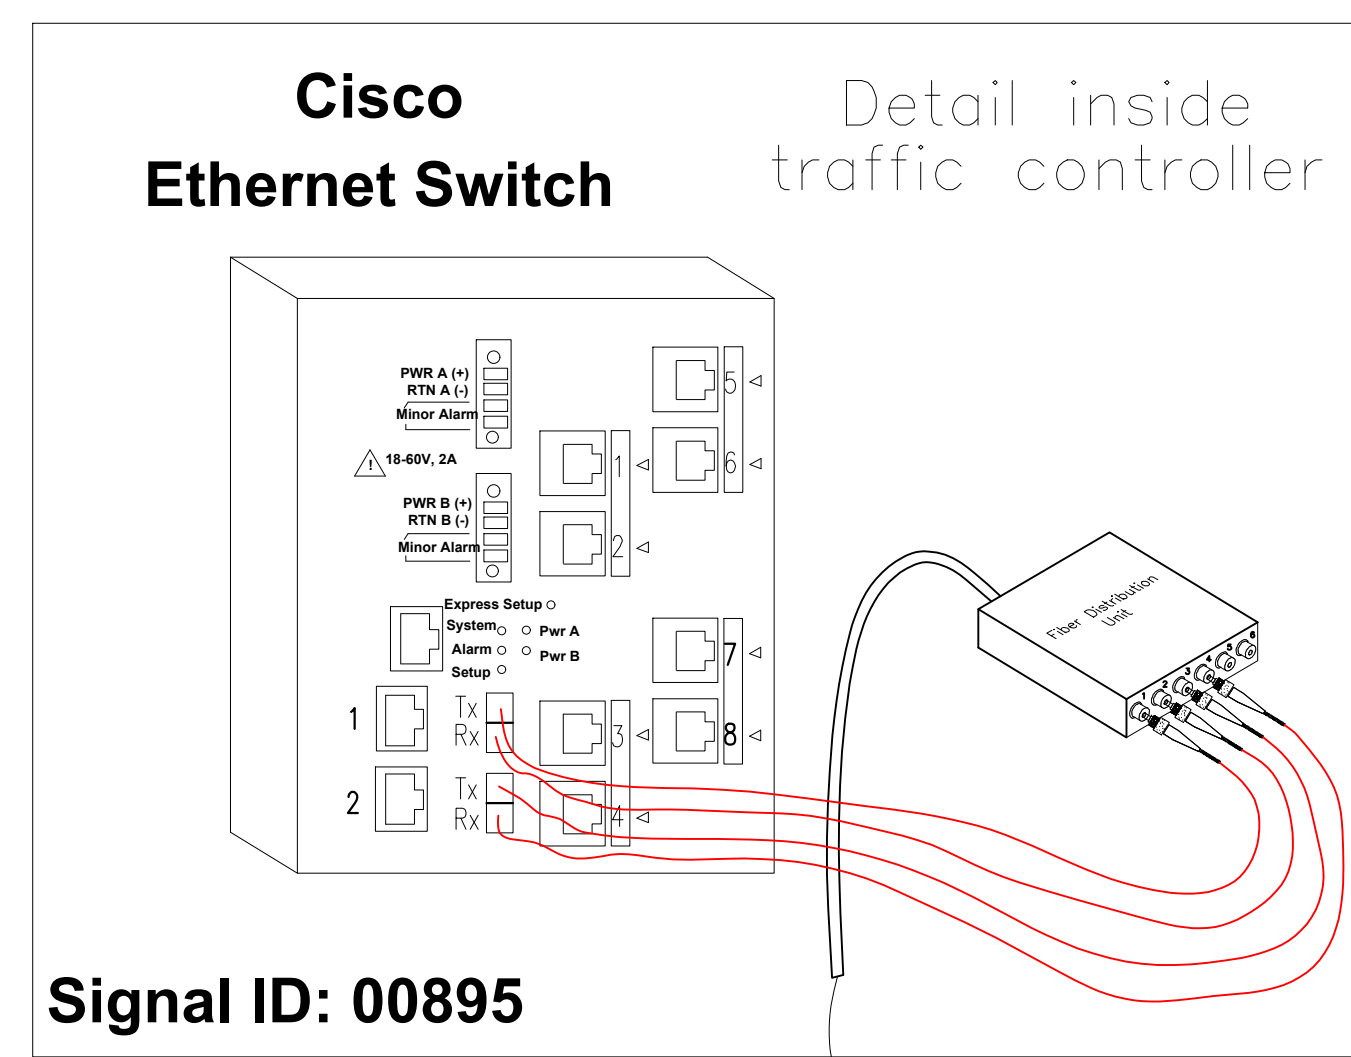 Cisco
Ethernet Switch
Detail inside
traffic controller
PWR A (+)
RTN A (-)
Minor Alarm
! 18-60V, 2A
PWR B (+)
RTN B (-)
Minor Alarm
5
6
1
2
Express Setup
System
Alarm
Setup
Pwr A
Pwr B
7
8
3
4
1
Tx
Rx
2
Tx
Rx
Fiber Distribution
Unit
1
2
3
4
5
6
Signal ID: 00895